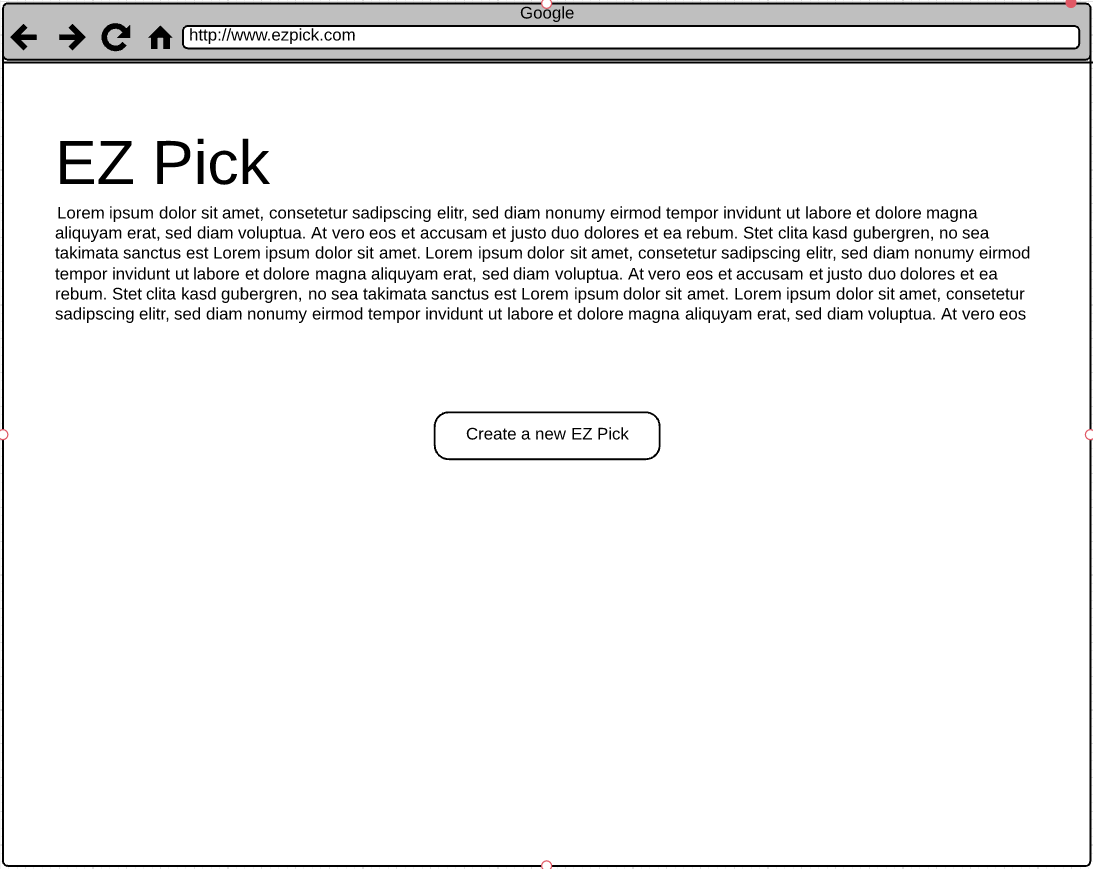 Google
http://www.ezpick.com
EZ Pick
Lorem ipsum dolor sit amet, consetetur sadipscing elitr, sed diam nonumy eirmod tempor invidunt ut labore et dolore magna
aliquyam erat, sed diam voluptua. At vero eos et accusam et justo duo dolores et ea rebum. Stet clita kasd gubergren, no sea
takimata sanctus est Lorem ipsum dolor sit amet. Lorem ipsum dolor sit amet, consetetur sadipscing elitr, sed diam nonumy eirmod
tempor invidunt ut labore et dolore magna aliquyam erat, sed diam voluptua. At vero eos et accusam et justo duo dolores et ea
rebum. Stet clita kasd gubergren, no sea takimata sanctus est Lorem ipsum dolor sit amet. Lorem ipsum dolor sit amet, consetetur
sadipscing elitr, sed diam nonumy eirmod tempor invidunt ut labore et dolore magna aliquyam erat, sed diam voluptua. At vero eos
Create a new EZ Pick